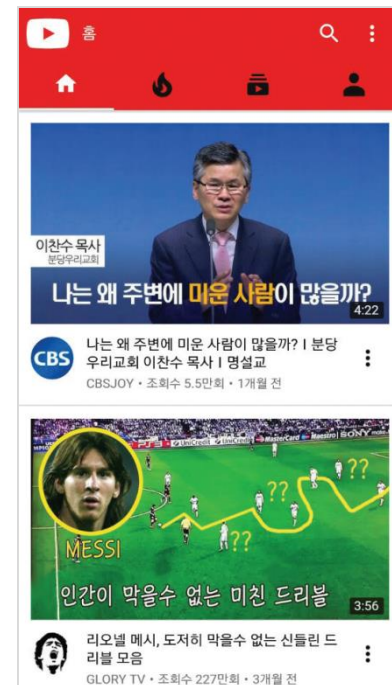 홈
이찬수 목사
분당우리교회
나는 왜 주변에 미운 사람이 많을까?
4:22
CBS
나는 왜 주변에 미운 사람이 많을까? I 분당
우리교회 이찬수 목사 I 명설교
CBSJOY • 조회수 5.5만회 • 1개월 전
UniCredit UniCredit MasterCard Maestro SONY
MESSI
??
??
??
인간이 막을수 없는 미친 드리블
3:56
리오넬 메시, 도저히 막을수 없는 신들린 드
리블 모음
GLORY TV • 조회수 227만회 • 3개월 전